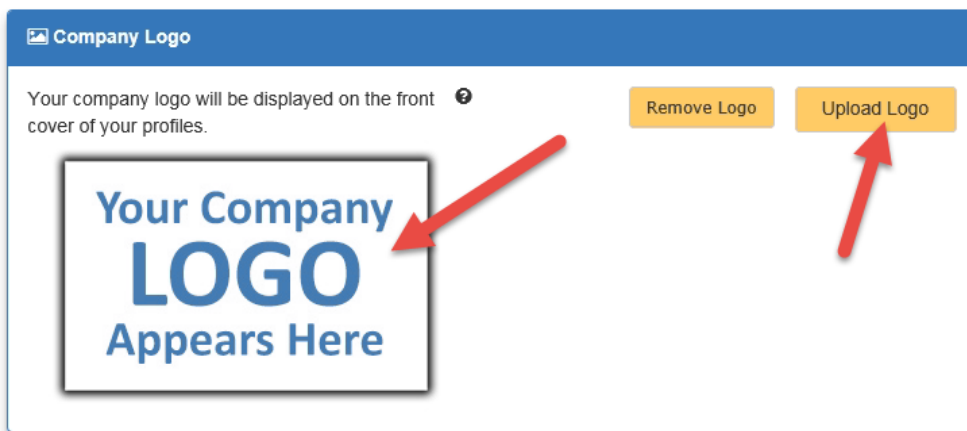 Company Logo
Your company logo will be displayed on the front
cover of your profiles.
Remove Logo
Upload Logo
Your Company
LOGO
Appears Here